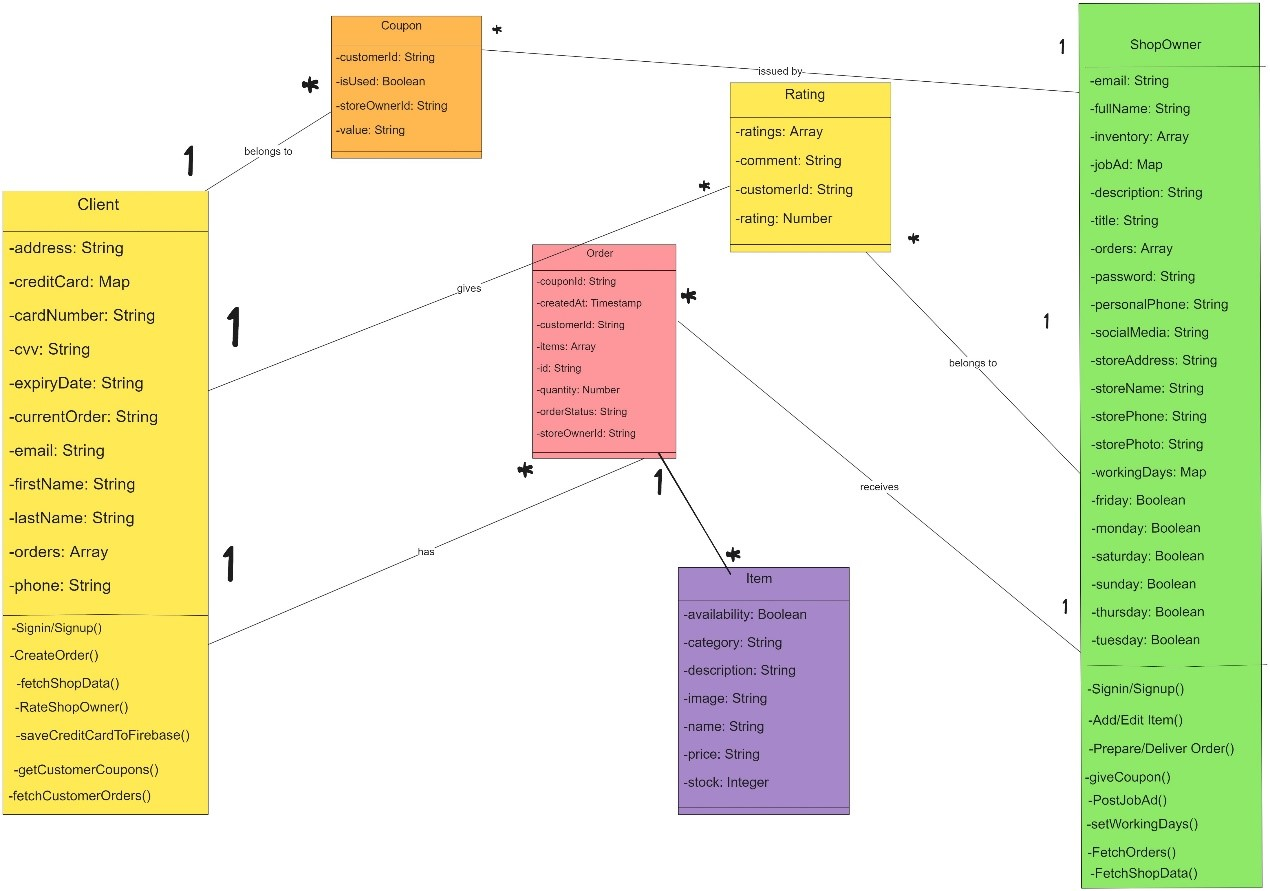 Coupon
-customerId: String
-isUsed: Boolean
-storeOwnerId: String
-value: String
*
*
1
belongs to
issued by
1
Client
-address: String
-creditCard: Map
-cardNumber: String
-cvv: String
-expiryDate: String
-currentOrder: String
-email: String
-firstName: String
-lastName: String
-orders: Array
-phone: String
-Signin/Signup()
-CreateOrder()
-fetchShopData()
-RateShopOwner()
-saveCreditCardToFirebase()
-getCustomerCoupons()
-fetchCustomerOrders()
1
gives
*
1
has
*
Rating
-ratings: Array
-comment: String
-customerId: String
-rating: Number
*
belongs to
1
Order
-couponId: String
-createdAt: Timestamp
-customerId: String
-Items: Array
-id: String
-quantity: Number
-orderStatus: String
-storeOwnerId: String
*
receives
1
1
*
Item
-availability: Boolean
-category: String
-description: String
-image: String
-name: String
-price: String
-stock: Integer
ShopOwner
-email: String
-fullName: String
-inventory: Array
-jobAd: Map
-description: String
-title: String
-orders: Array
-password: String
-personalPhone: String
-socialMedia: String
-storeAddress: String
-storeName: String
-storePhone: String
-storePhoto: String
-workingDays: Map
-friday: Boolean
-monday: Boolean
-saturday: Boolean
-sunday: Boolean
-thursday: Boolean
-tuesday: Boolean
-Signin/Signup()
-Add/Edit Item()
-Prepare/Deliver Order()
-giveCoupon()
-PostJobAd()
-setWorkingDays()
-FetchOrders()
-FetchShopData()